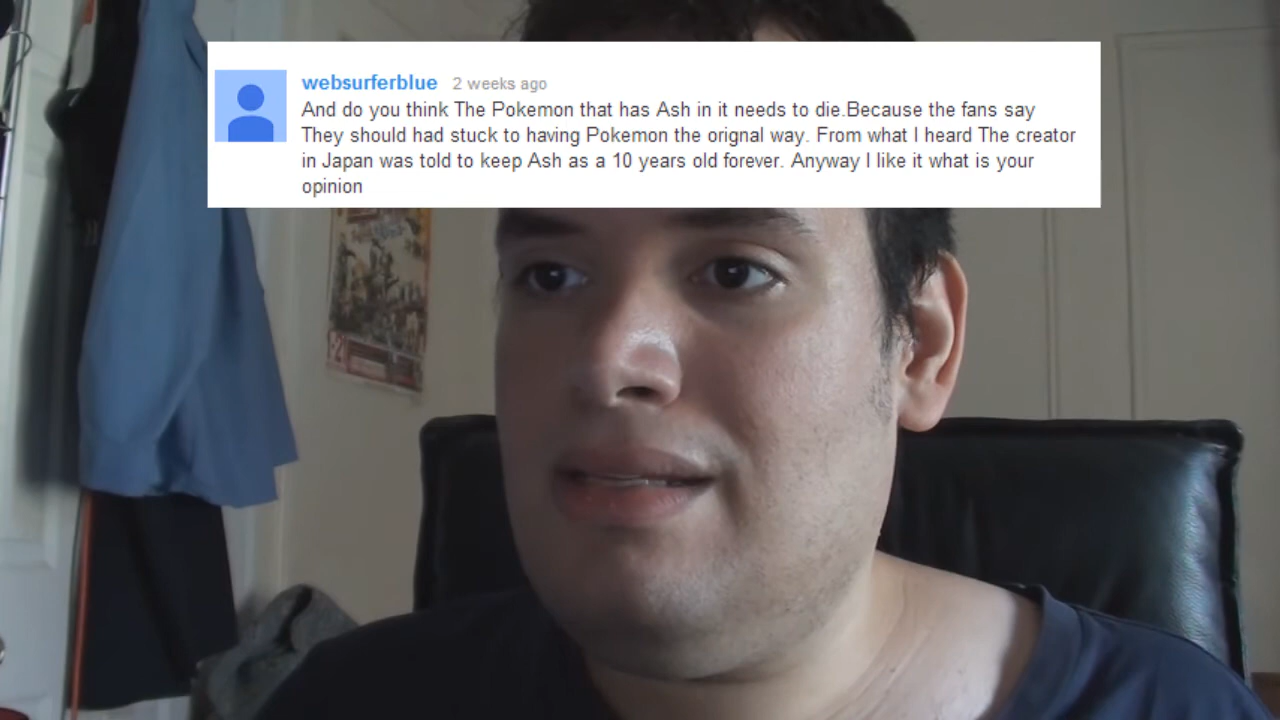 websurferblue 2 weeks ago
And do you think The Pokemon that has Ash in it needs to die.Because the fans say
They should had stuck to having Pokemon the orignal way. From what I heard The creator
in Japan was told to keep Ash as a 10 years old forever. Anyway I like it what is your
opinion